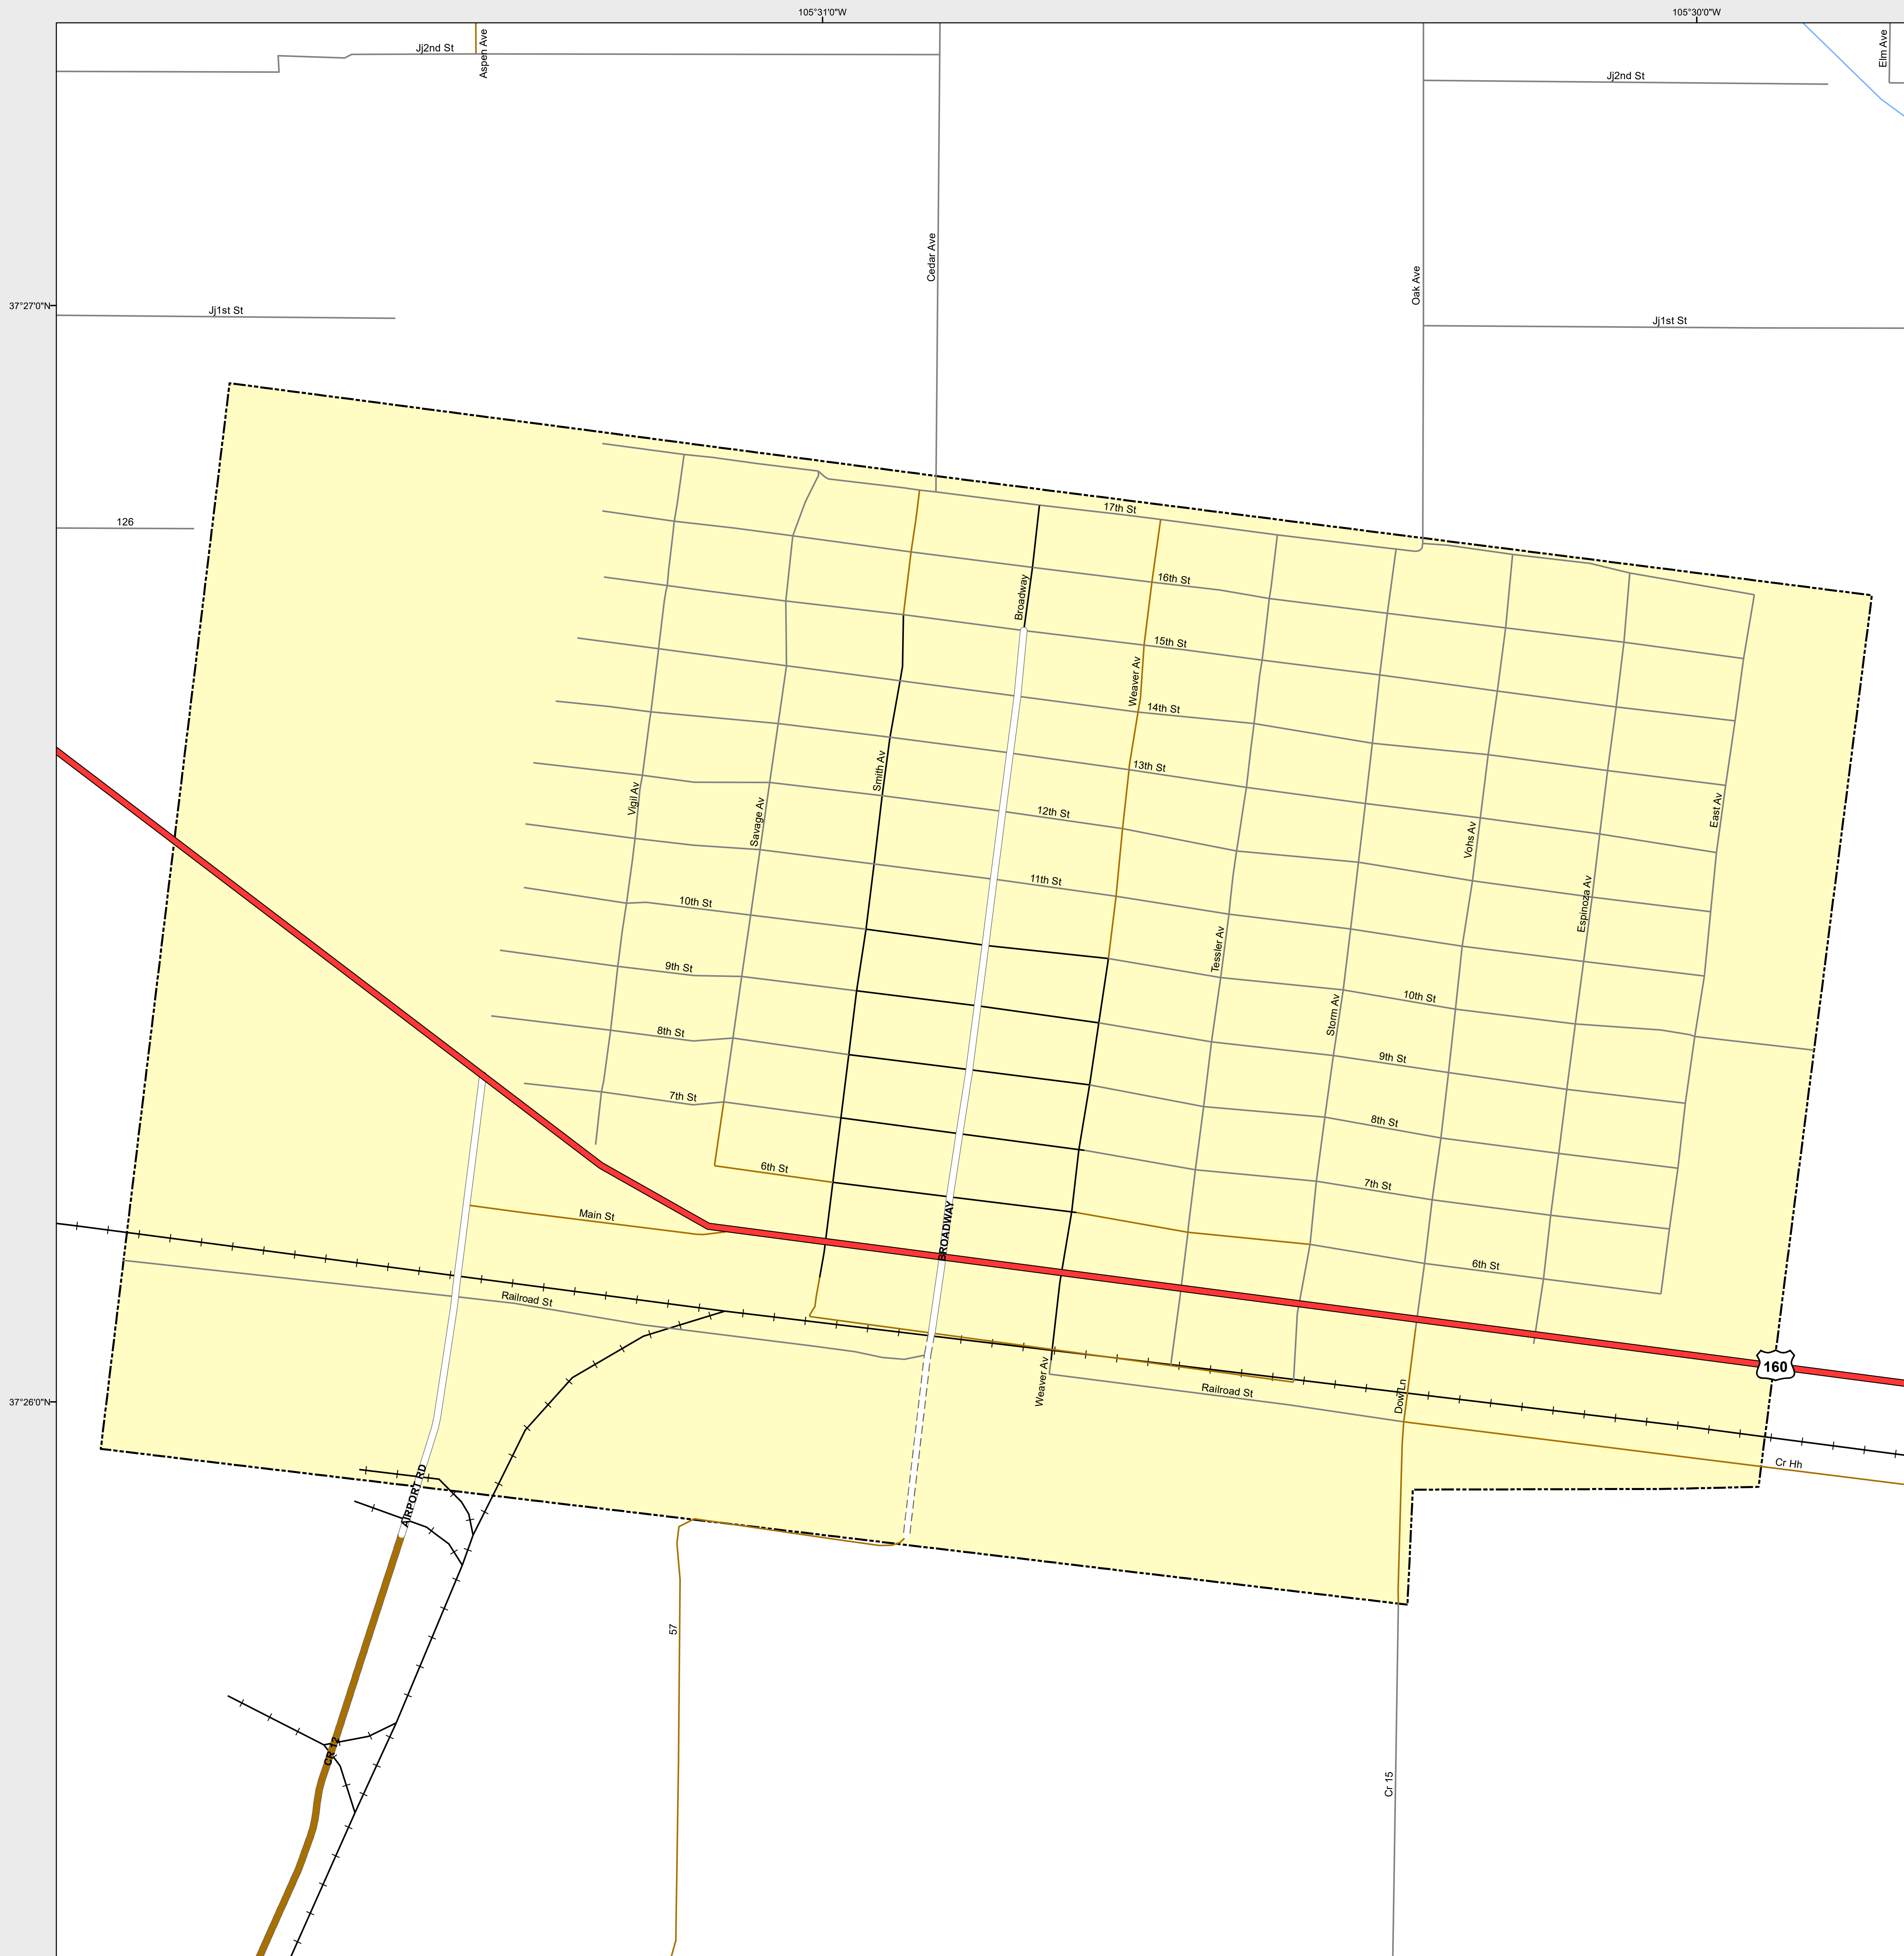 105°31'0"W
105°30'0"W
Jj2nd St
Aspen Ave
Elm Ave
Jj2nd St
Cedar Ave
Oak Ave
37°27'0"N
Jj1st St
Jj1st St
126
17th St
16th St
Broadway
15th St
Weaver Av
14th St
13th St
Smith Av
Vigil Av
Savage Av
12th St
East Av
Vohs Av
11th St
10th St
Espinoza Av
Tessler Av
9th St
10th St
Storm Av
8th St
9th St
7th St
8th St
6th St
7th St
Main St
BROADWAY
6th St
Railroad St
160
Weaver Av
Railroad St
Dow Ln
37°26'0"N
Cr Hh
AIRPORT RD
57
CR 12
Cr 15